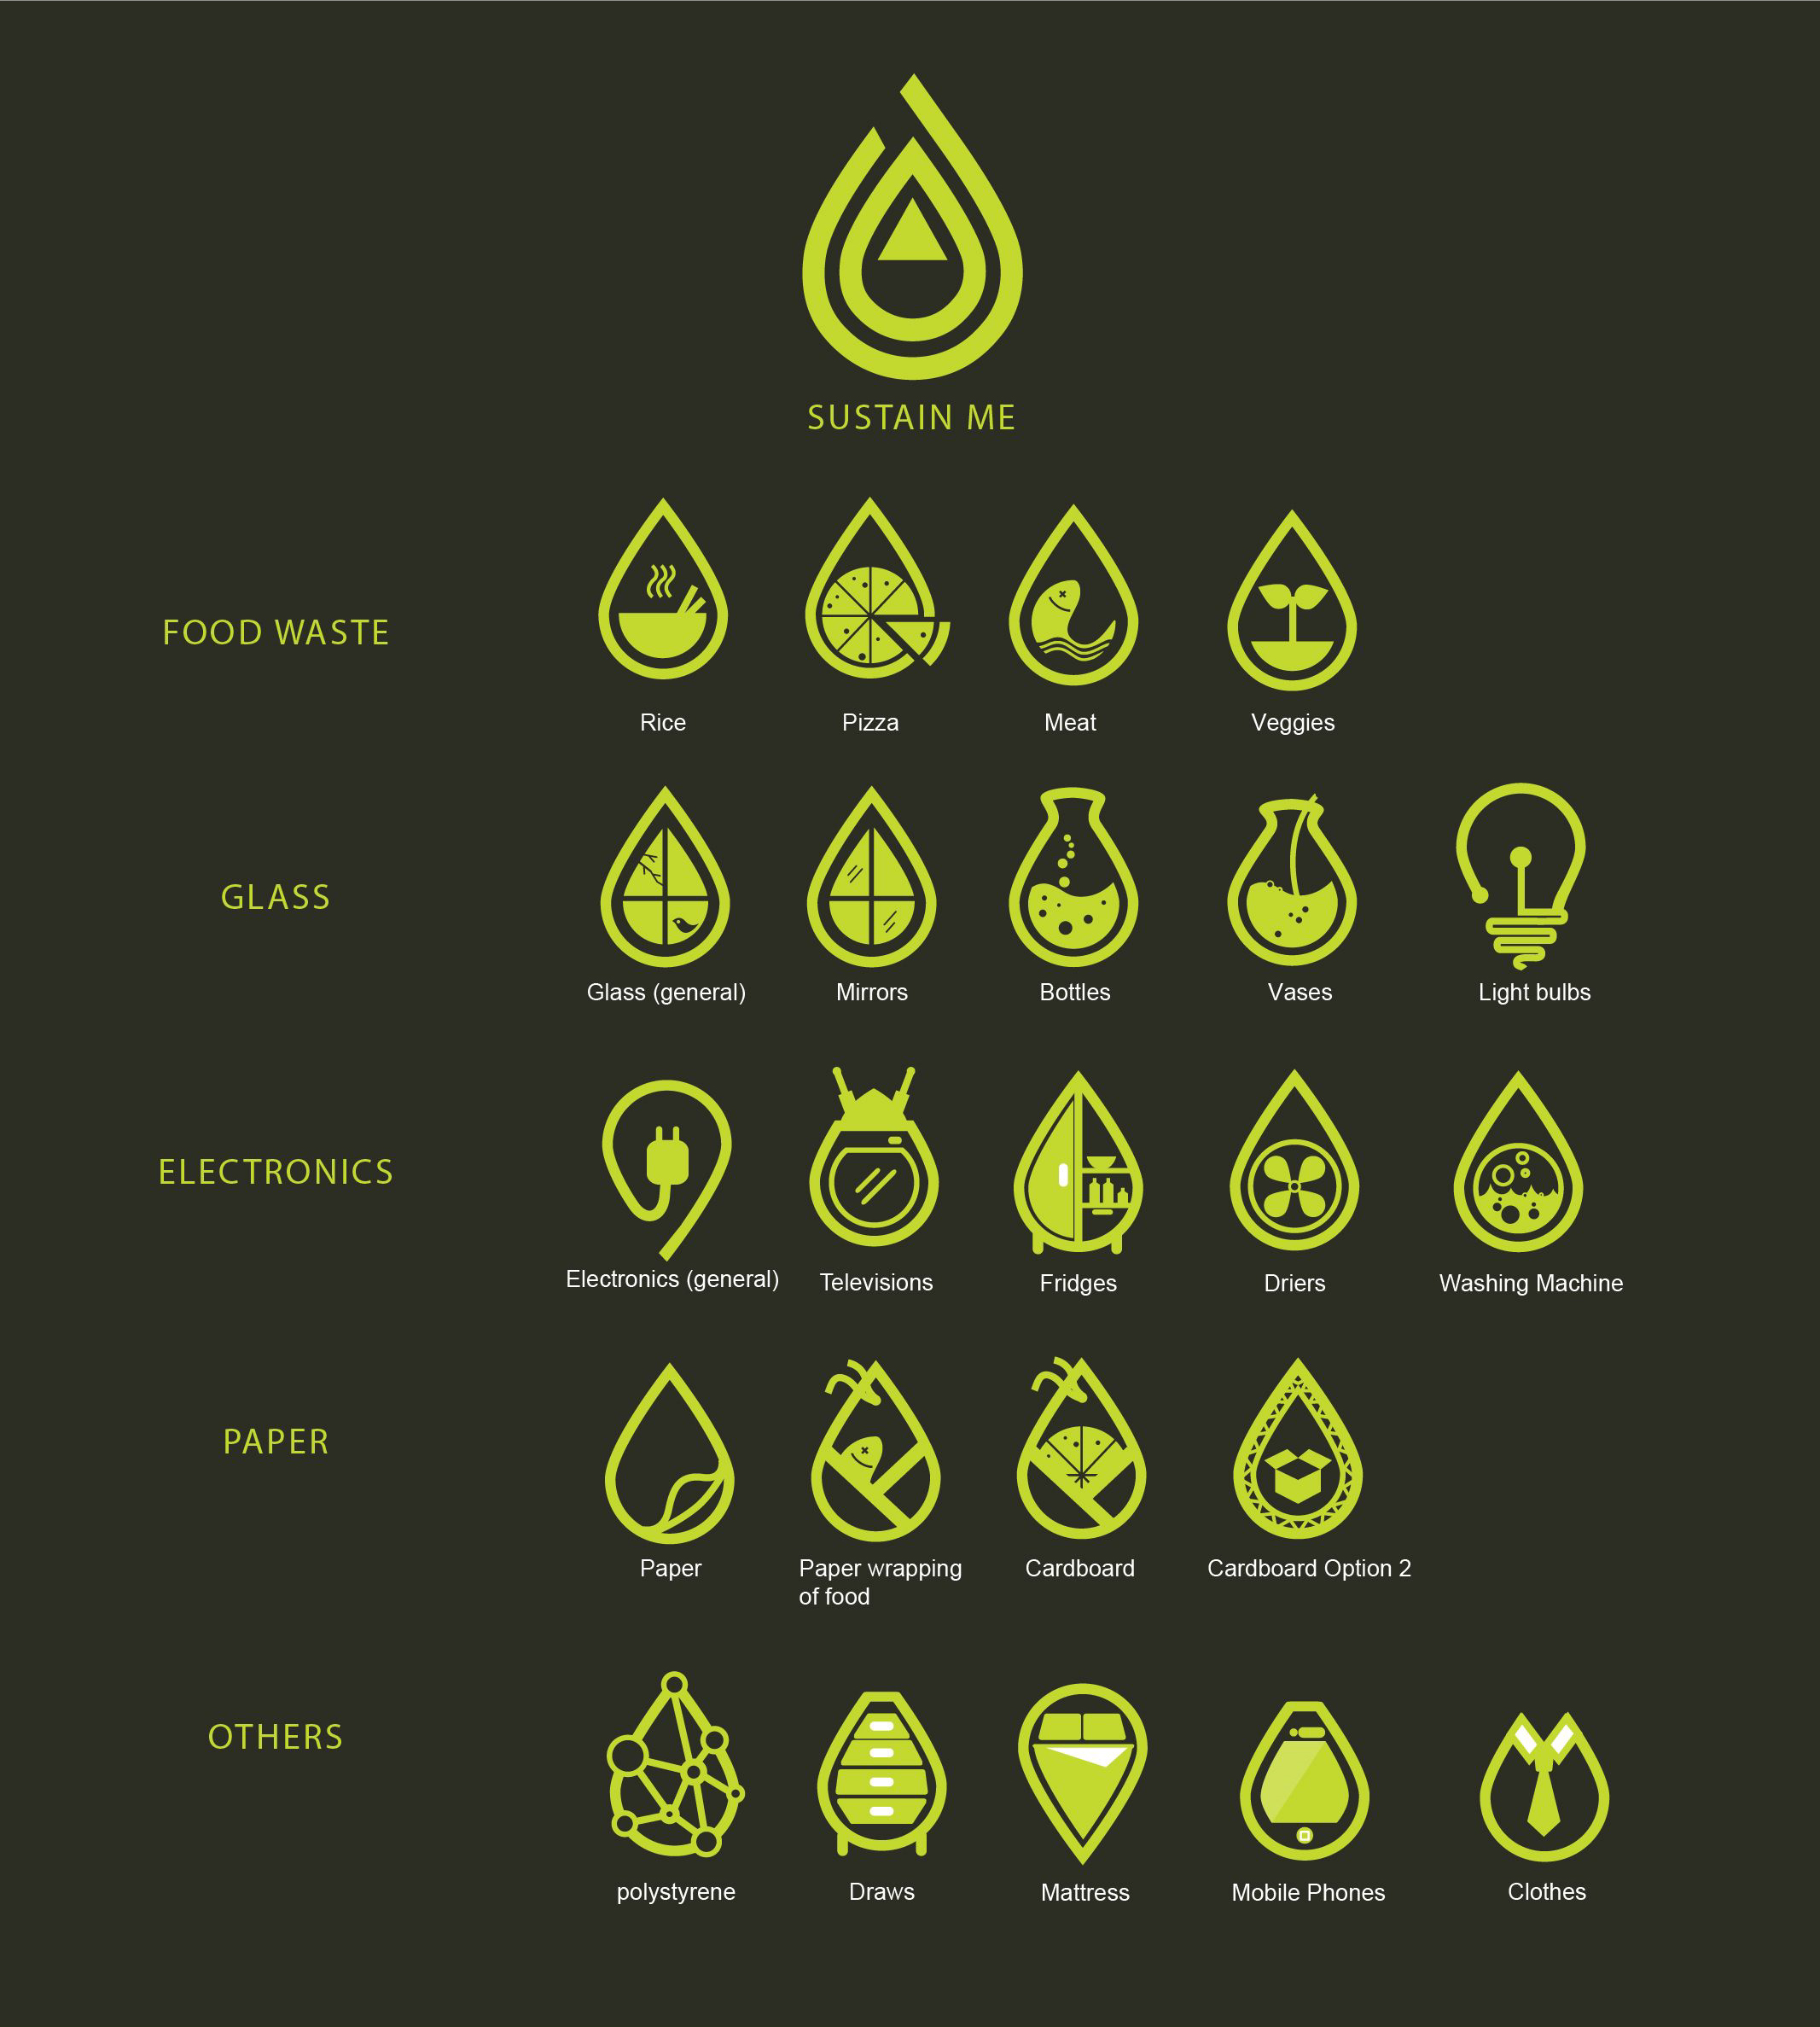 SUSTAIN ME
FOOD WASTE
Rice
Pizza
Meat
Veggies
GLASS
Glass (general)
Mirrors
Bottles
Vases
Light bulbs
ELECTRONICS
Electronics (general)
Televisions
Fridges
Driers
Washing Machine
PAPER
Paper
Paper wrapping
of food
Cardboard
Cardboard Option 2
OTHERS
polystyrene
Draws
Mattress
Mobile Phones
Clothes